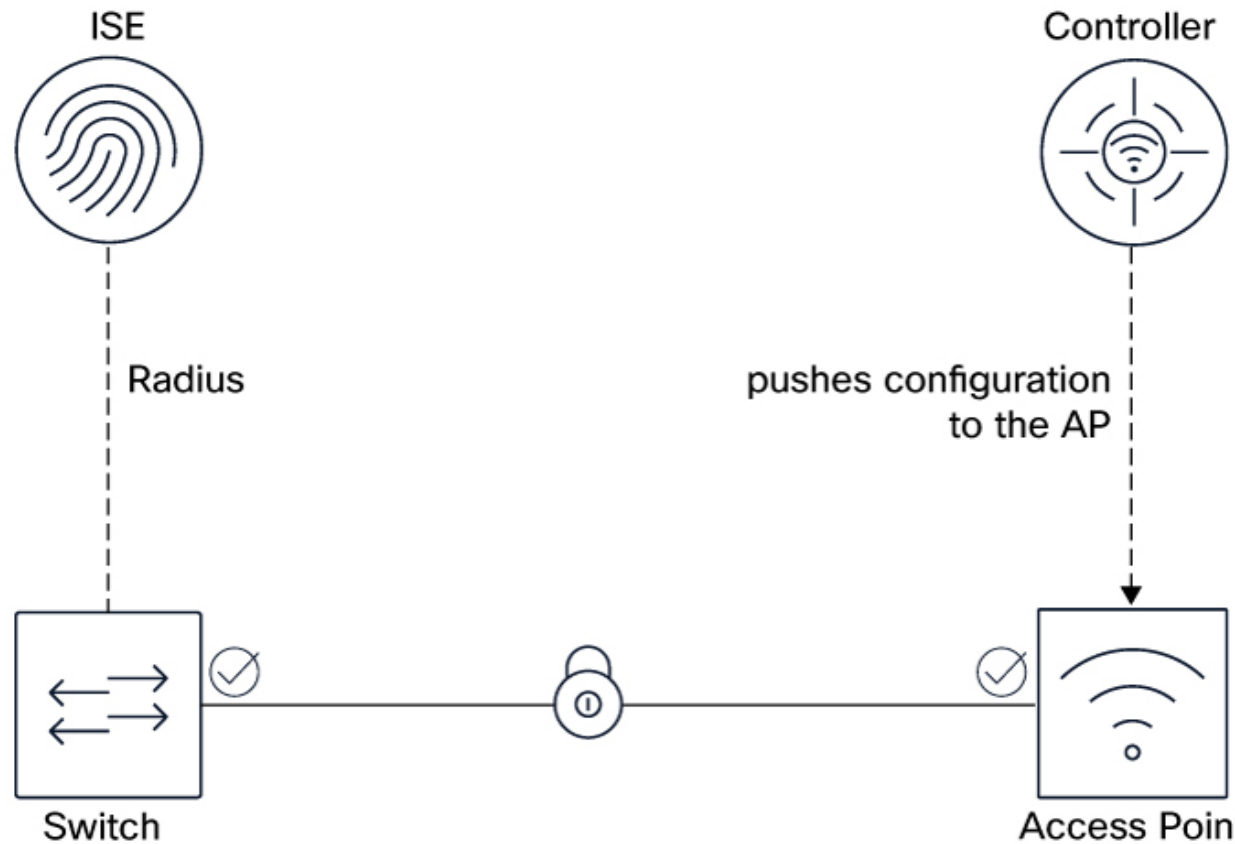 ISE
Controller
Radius
pushes configuration
to the AP
Switch
Access Poin